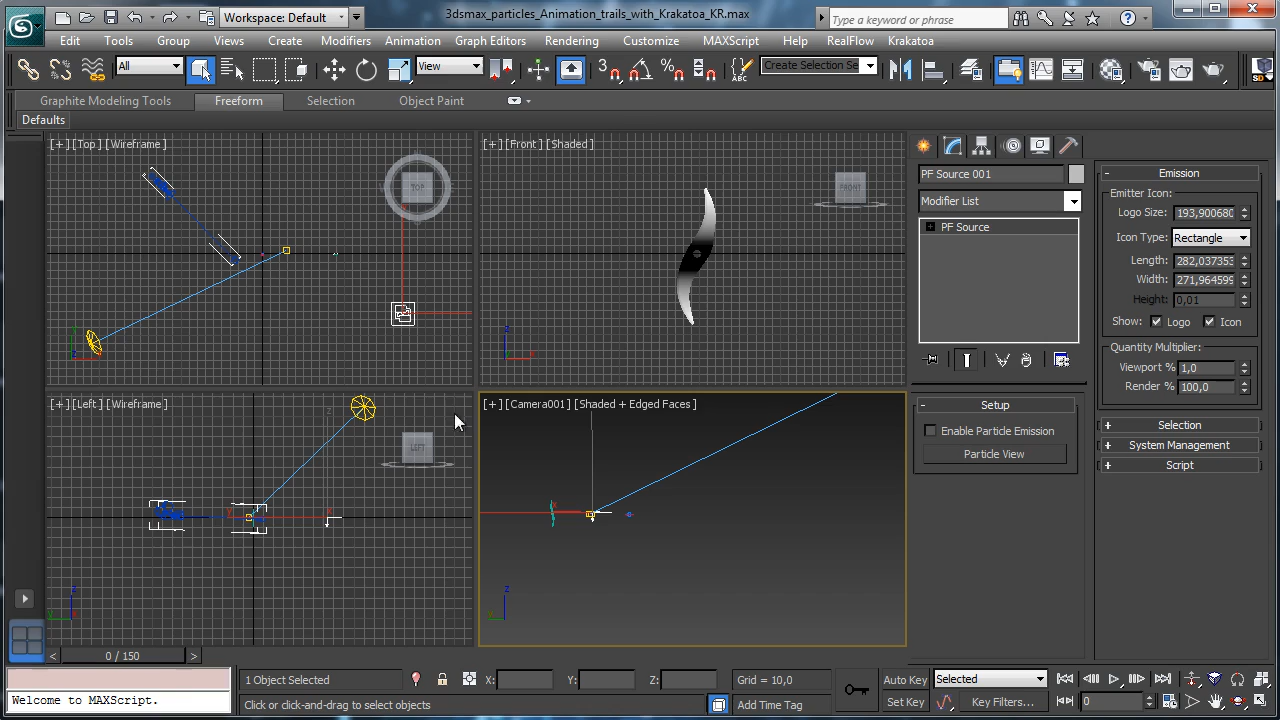 Workspace: Default
3dsmax_particles_Animation_trails_with_Krakatoa_KR.max
Type a keyword or phrase
Edit Tools Group Views Create Modifiers Animation Graph Editors Rendering Customize MAXScript Help RealFlow Krakatoa
All
View
Create Selection Se
Graphite Modeling Tools Freeform Selection Object Paint
Defaults
[+][Top][Wireframe]
TOP
[+][Front][Shaded]
FRONT
[+][Left][Wireframe]
LEFT
[+][Camera001][Shaded + Edged Faces]
PF Source 001
Modifier List
PF Source
- Setup
Enable Particle Emission
Particle View
- Emission
Emitter Icon:
Logo Size: 193,900680
Icon Type: Rectangle
Length: 282,037353
Width: 271,964599
Height: 0,01
Show: Logo Icon
Quantity Multiplier:
Viewport % 1,0
Render % 100,0
+ Selection
+ System Management
+ Script
< 0 / 150 >
Welcome to MAXScript.
1 Object Selected
X: Y: Z:
Grid = 10,0
Auto Key
Selected
Click or click-and-drag to select objects
Add Time Tag
Set Key
Key Filters...
0